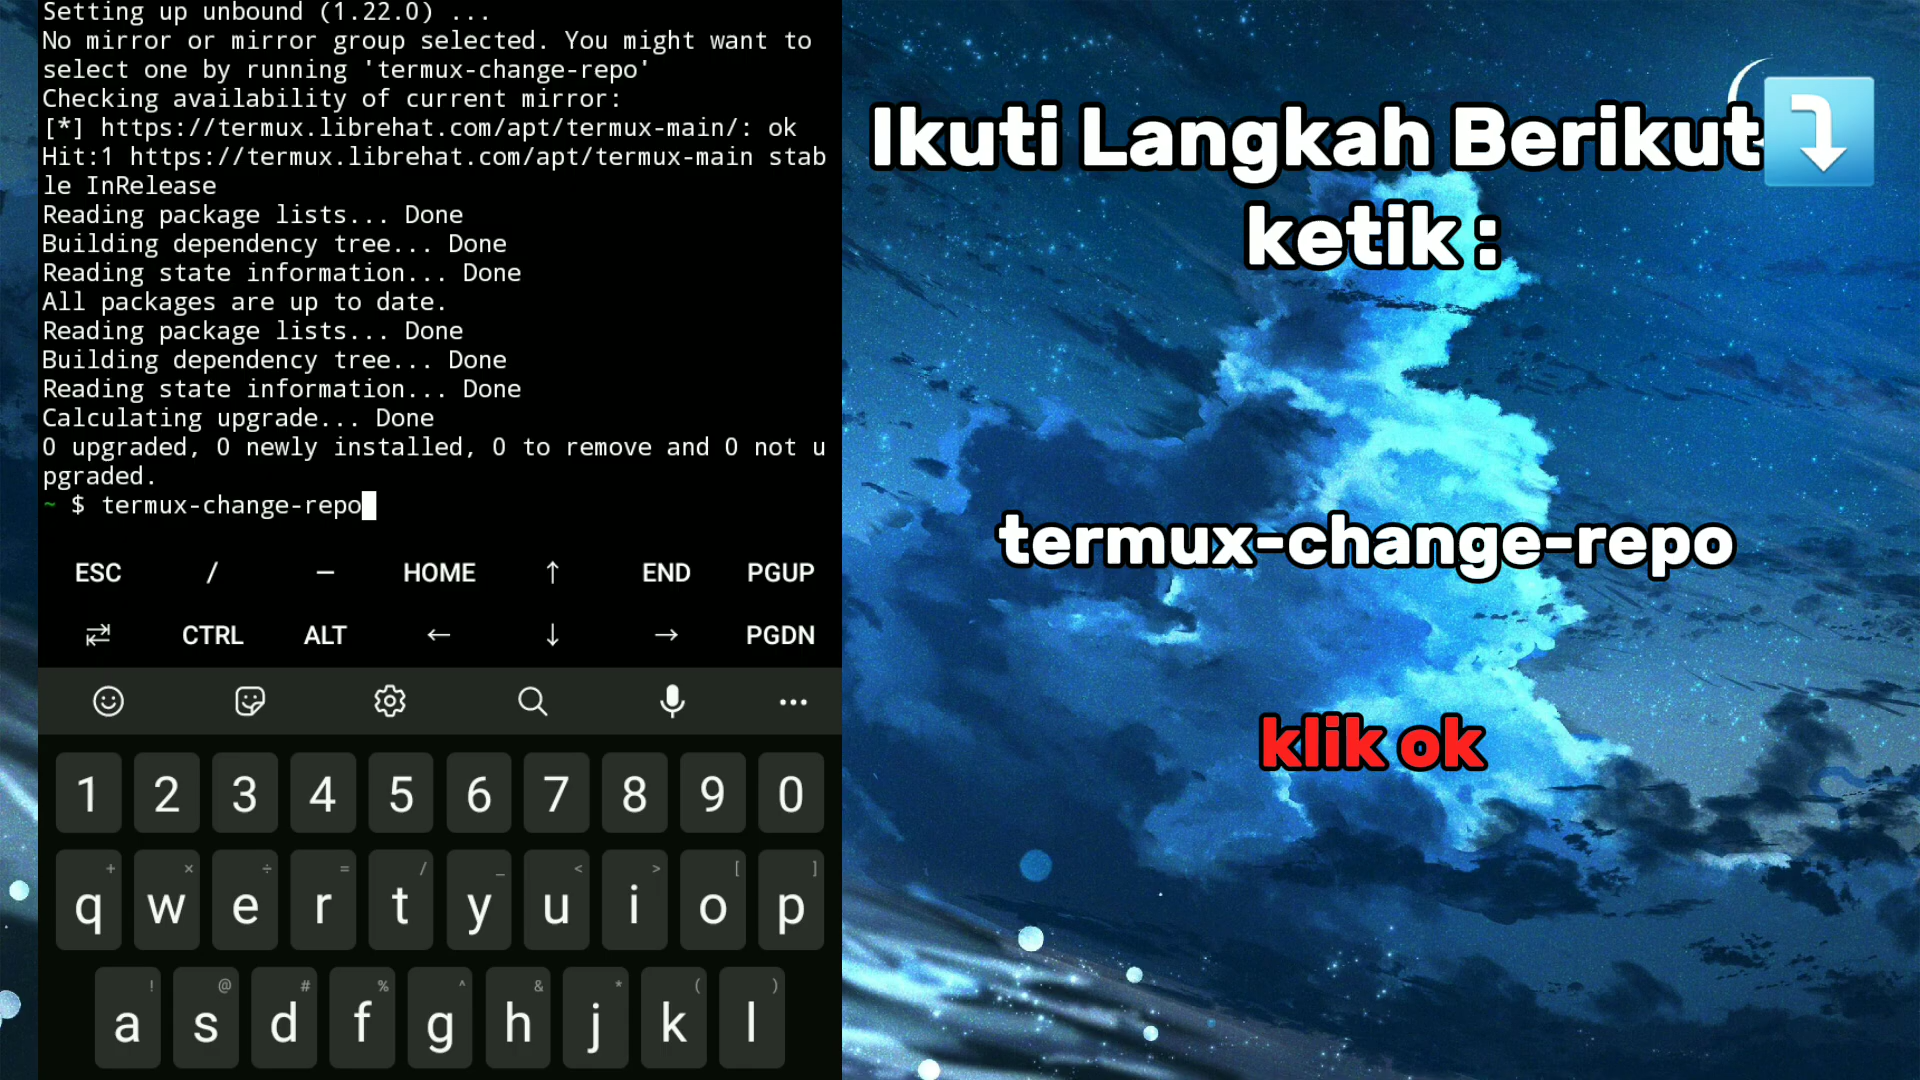 Setting up unbound (1.22.0) ...
No mirror or mirror group selected. You might want to
select one by running 'termux-change-repo'
Checking availability of current mirror:
[*] https://termux.librehat.com/apt/termux-main/: ok
Hit:1 https://termux.librehat.com/apt/termux-main stab
le InRelease
Reading package lists... Done
Building dependency tree... Done
Reading state information... Done
All packages are up to date.
Reading package lists... Done
Building dependency tree... Done
Reading state information... Done
Calculating upgrade... Done
0 upgraded, 0 newly installed, 0 to remove and 0 not u
pgraded.
~ $ termux-change-repo
ESC / — HOME ↑ END PGUP
⇄ CTRL ALT ← ↓ → PGDN
1 2 3 4 5 6 7 8 9 0
+ × ÷ = / _ < > [ ]
q w e r t y u i o p
! @ # % ^ & * ( )
a s d f g h j k l
Ikuti Langkah Berikut
ketik :
termux-change-repo
klik ok